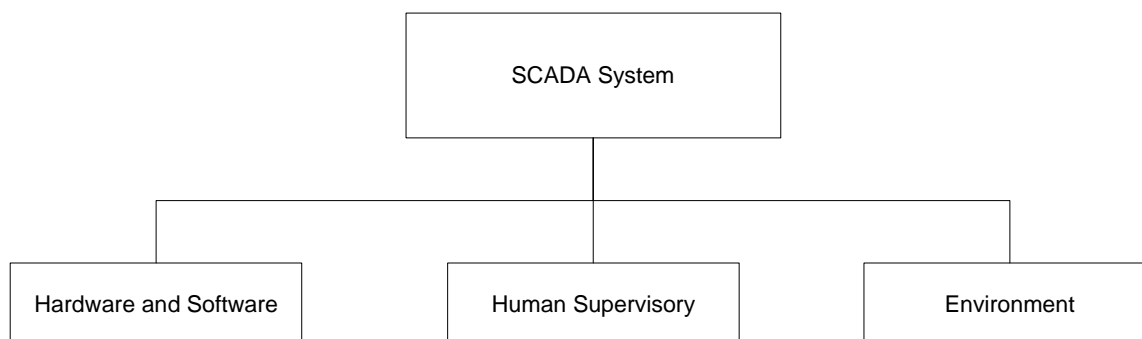 SCADA System
Hardware and Software
Human Supervisory
Environment